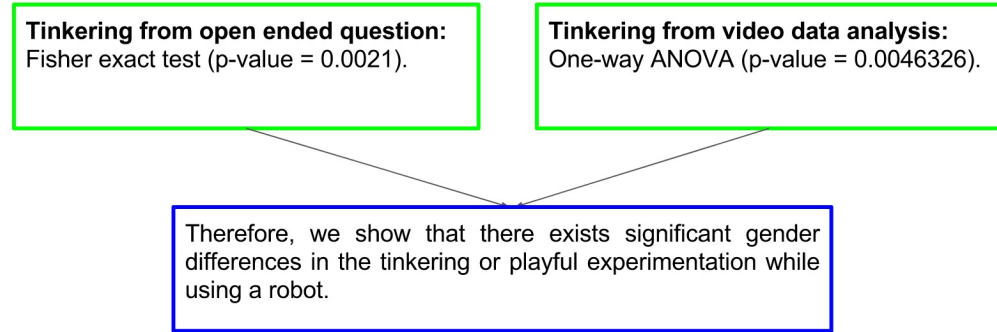 Tinkering from open ended question:
Fisher exact test (p-value = 0.0021).
Tinkering from video data analysis:
One-way ANOVA (p-value = 0.0046326).
Therefore, we show that there exists significant gender
differences in the tinkering or playful experimentation while
using a robot.